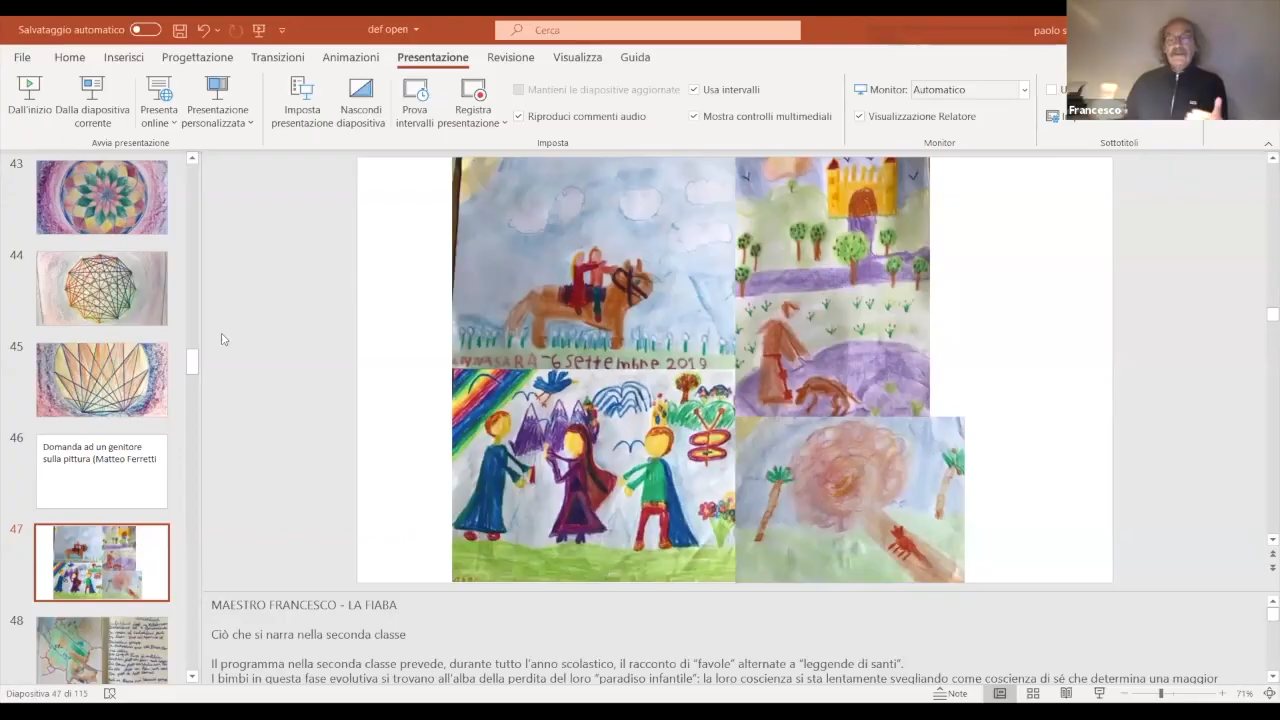 Salvataggio automatico
def open
Cerca
paolo s
File Home Inserisci Progettazione Transizioni Animazioni Presentazione Revisione Visualizza Guida
Dall'inizio
Dalla diapositiva corrente
Presenta online
Presentazione personalizzata
Avvia presentazione
Imposta presentazione
Nascondi diapositiva
Prova intervalli
Registra presentazione
Mantieni le diapositive aggiornate
Riproduci commenti audio
Usa intervalli
Mostra controlli multimediali
Imposta
Monitor: Automatico
Visualizzazione Relatore
Monitor
Sottotitoli
Francesco
43
44
45
46
Domanda ad un genitore
sulla pittura (Matteo Ferretti
47
48
6 settembre 2019
MAESTRO FRANCESCO - LA FIABA
Ciò che si narra nella seconda classe
Il programma della seconda classe prevede, durante tutto l'anno scolastico, il racconto di "favole" alternate a "leggende di santi".
I bimbi in questa fase evolutiva si trovano all'alba della perdita del loro "paradiso infantile": la loro coscienza si sta lentamente svegliando come coscienza di sé che determina una maggior
Diapositiva 47 di 115
Note
71%